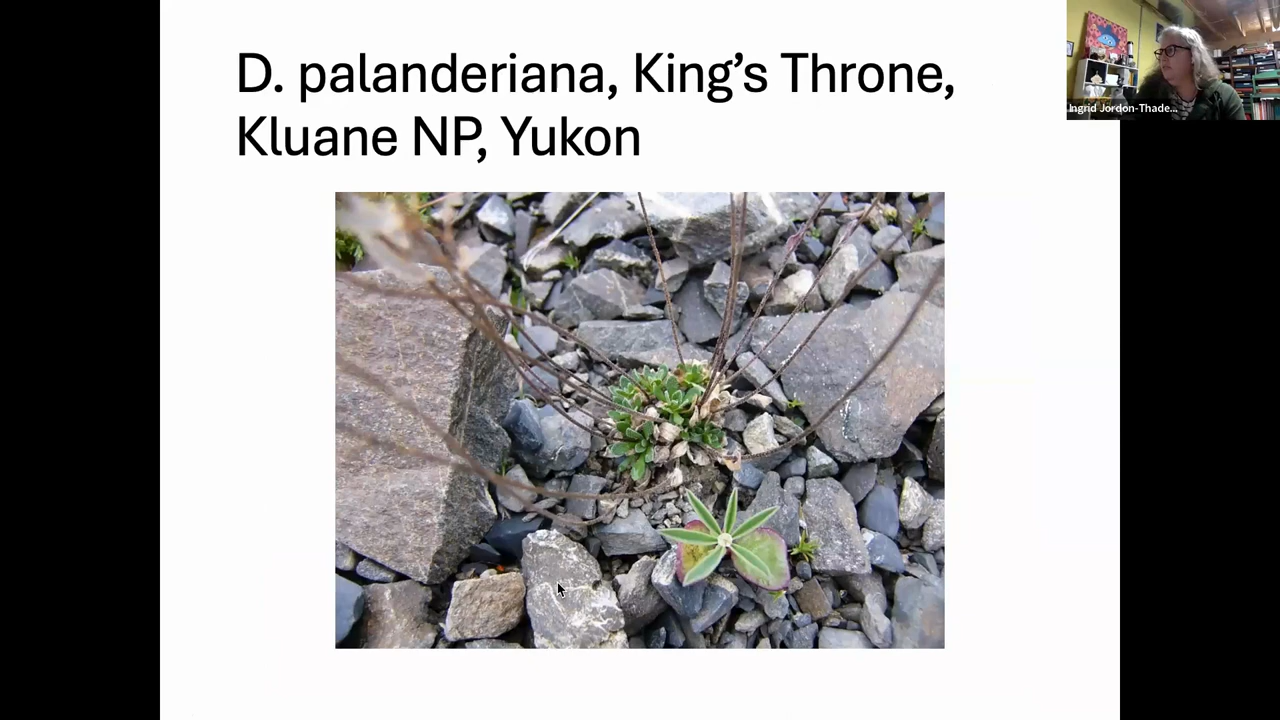 D. palanderiana, King’s Throne,
Kluane NP, Yukon
Ingrid Jordon-Thade...